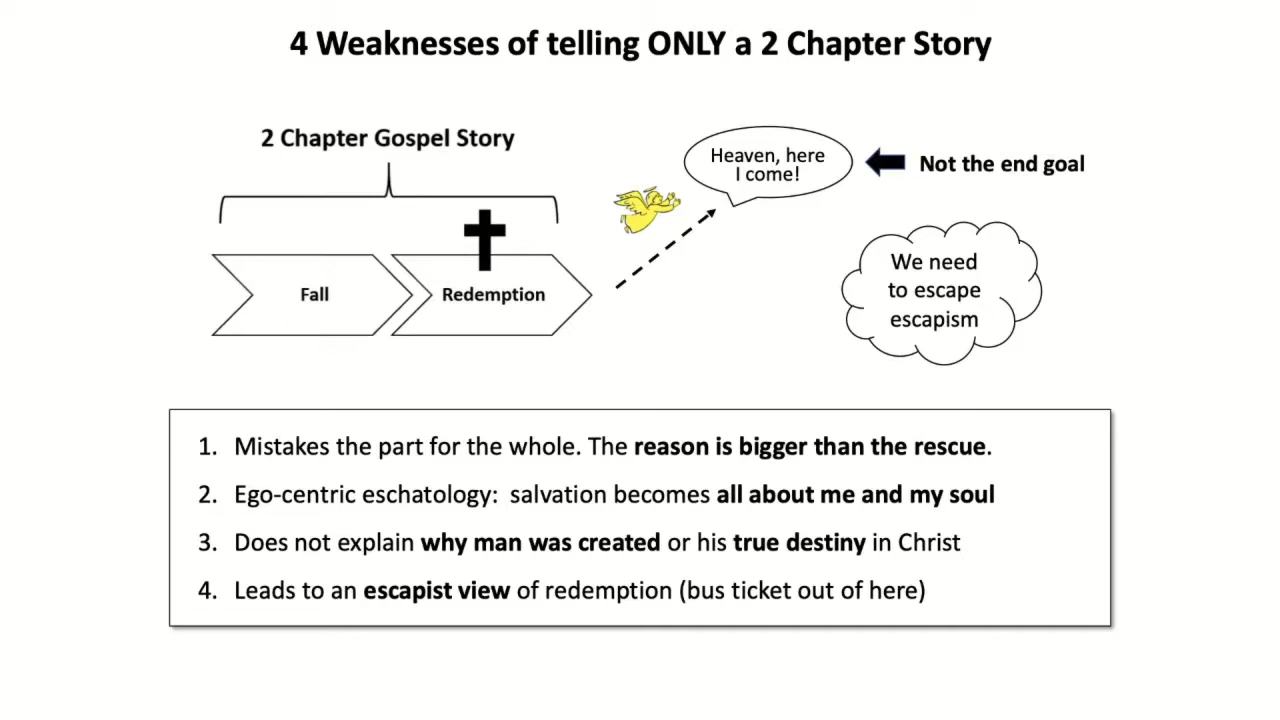 4 Weaknesses of telling ONLY a 2 Chapter Story
2 Chapter Gospel Story
Heaven, here
I come!
Not the end goal
Fall
Redemption
We need
to escape
escapism
1. Mistakes the part for the whole. The reason is bigger than the rescue.
2. Ego-centric eschatology: salvation becomes all about me and my soul
3. Does not explain why man was created or his true destiny in Christ
4. Leads to an escapist view of redemption (bus ticket out of here)